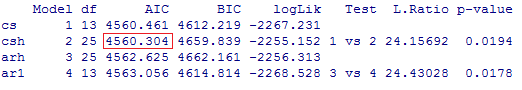 Model df AIC BIC logLik Test L.Ratio p-value
cs 1 13 4560.461 4612.219 -2267.231
csh 2 25 4560.304 4659.839 -2255.152 1 vs 2 24.15692 0.0194
arh 3 25 4562.625 4662.161 -2256.313
ar1 4 13 4563.056 4614.814 -2268.528 3 vs 4 24.43028 0.0178